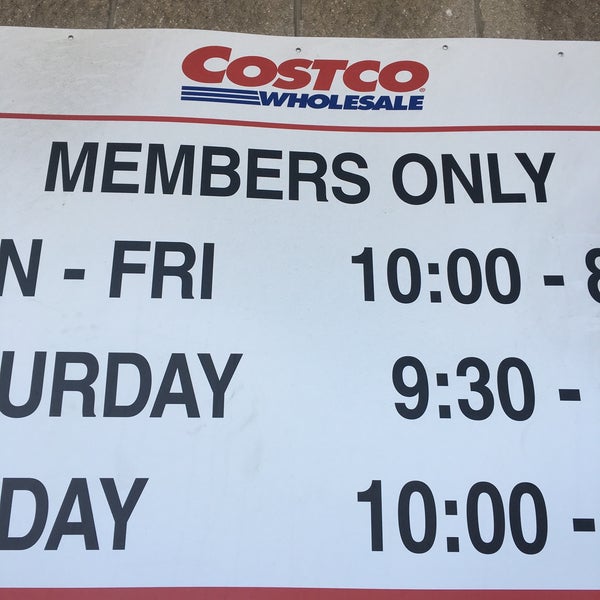 COSTCO
WHOLESALE
MEMBERS ONLY
N - FRI 10:00 - 8
URDAY 9:30 -
DAY 10:00 -